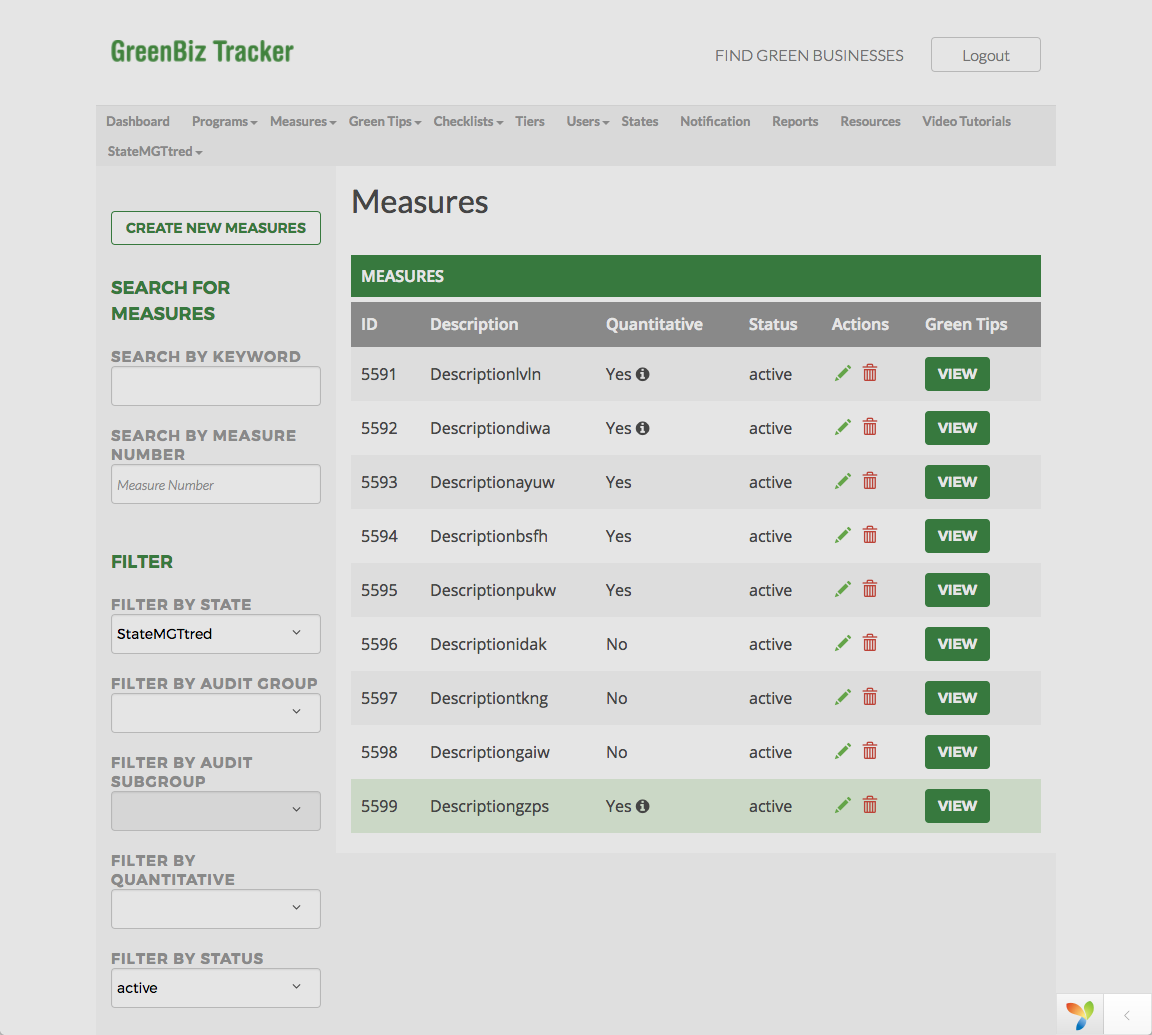 GreenBiz Tracker
FIND GREEN BUSINESSES
Logout
Dashboard Programs Measures Green Tips Checklists Tiers Users States Notification Reports Resources Video Tutorials
StateMGTtred
CREATE NEW MEASURES
SEARCH FOR
MEASURES
SEARCH BY KEYWORD
SEARCH BY MEASURE
NUMBER
Measure Number
FILTER
FILTER BY STATE
StateMGTtred
FILTER BY AUDIT GROUP
FILTER BY AUDIT
SUBGROUP
FILTER BY
QUANTITATIVE
FILTER BY STATUS
active
Measures
MEASURES
ID Description Quantitative Status Actions Green Tips
5591 Descriptionlvln Yes active VIEW
5592 Descriptiondiwa Yes active VIEW
5593 Descriptionayuw Yes active VIEW
5594 Descriptionbsfh Yes active VIEW
5595 Descriptionpukw Yes active VIEW
5596 Descriptionidak No active VIEW
5597 Descriptiontkng No active VIEW
5598 Descriptiongaiw No active VIEW
5599 Descriptiongzps Yes active VIEW